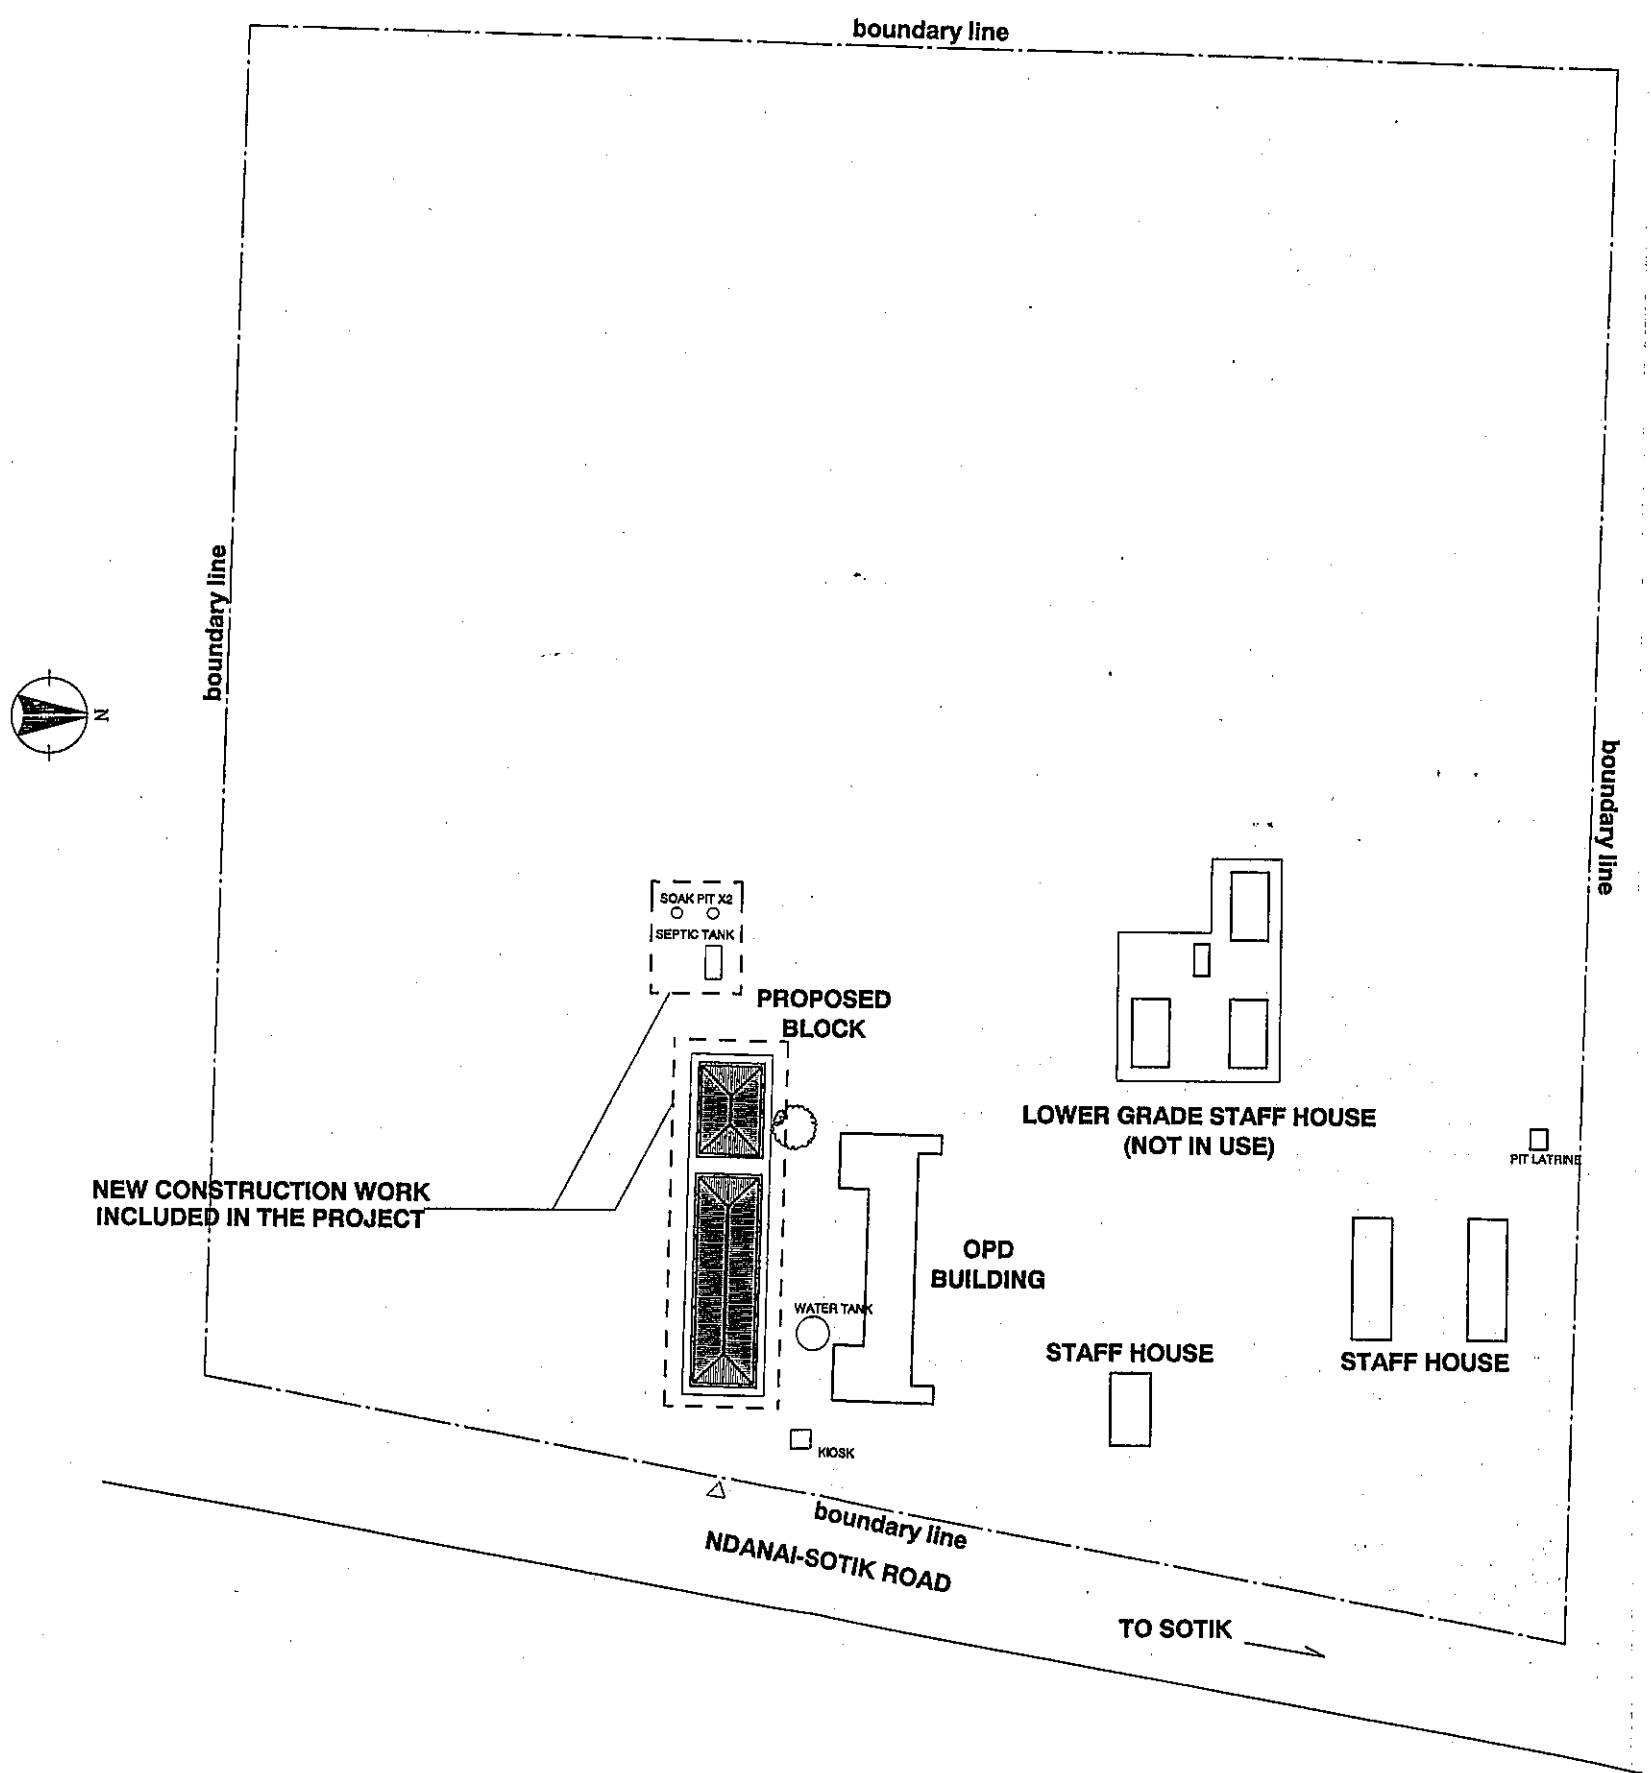 boundary line
boundary line
N
boundary line
SOAK PIT X2
SEPTIC TANK
PROPOSED
BLOCK
LOWER GRADE STAFF HOUSE
(NOT IN USE)
PIT LATRINE
NEW CONSTRUCTION WORK
INCLUDED IN THE PROJECT
OPD
BUILDING
WATER TANK
STAFF HOUSE
STAFF HOUSE
KIOSK
boundary line
NDANAI-SOTIK ROAD
TO SOTIK